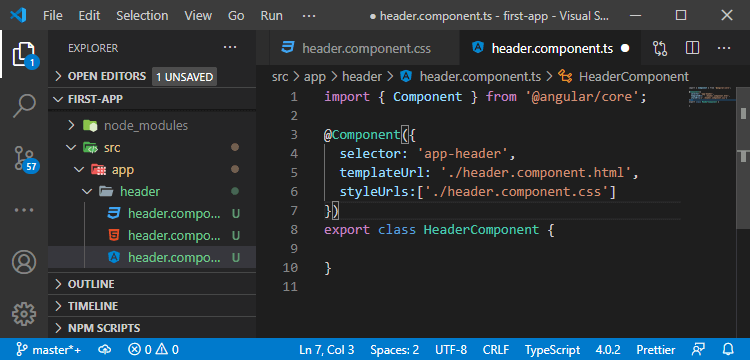 File Edit Selection View Go Run ··· ● header.component.ts - first-app - Visual S...
EXPLORER ···
header.component.css header.component.ts ● ···
OPEN EDITORS 1 UNSAVED
src > app > header > header.component.ts > HeaderComponent
FIRST-APP
node_modules
src
app
header
header.compo... U
header.compo... U
header.compo... U
OUTLINE
TIMELINE
NPM SCRIPTS
1 import { Component } from '@angular/core';
2
3 @Component({
4 selector: 'app-header',
5 templateUrl: './header.component.html',
6 styleUrls:['./header.component.css']
7 })
8 export class HeaderComponent {
9
10 }
11
1
57
master*+ 0 0 Ln 7, Col 3 Spaces: 2 UTF-8 CRLF TypeScript 4.0.2 Prettier